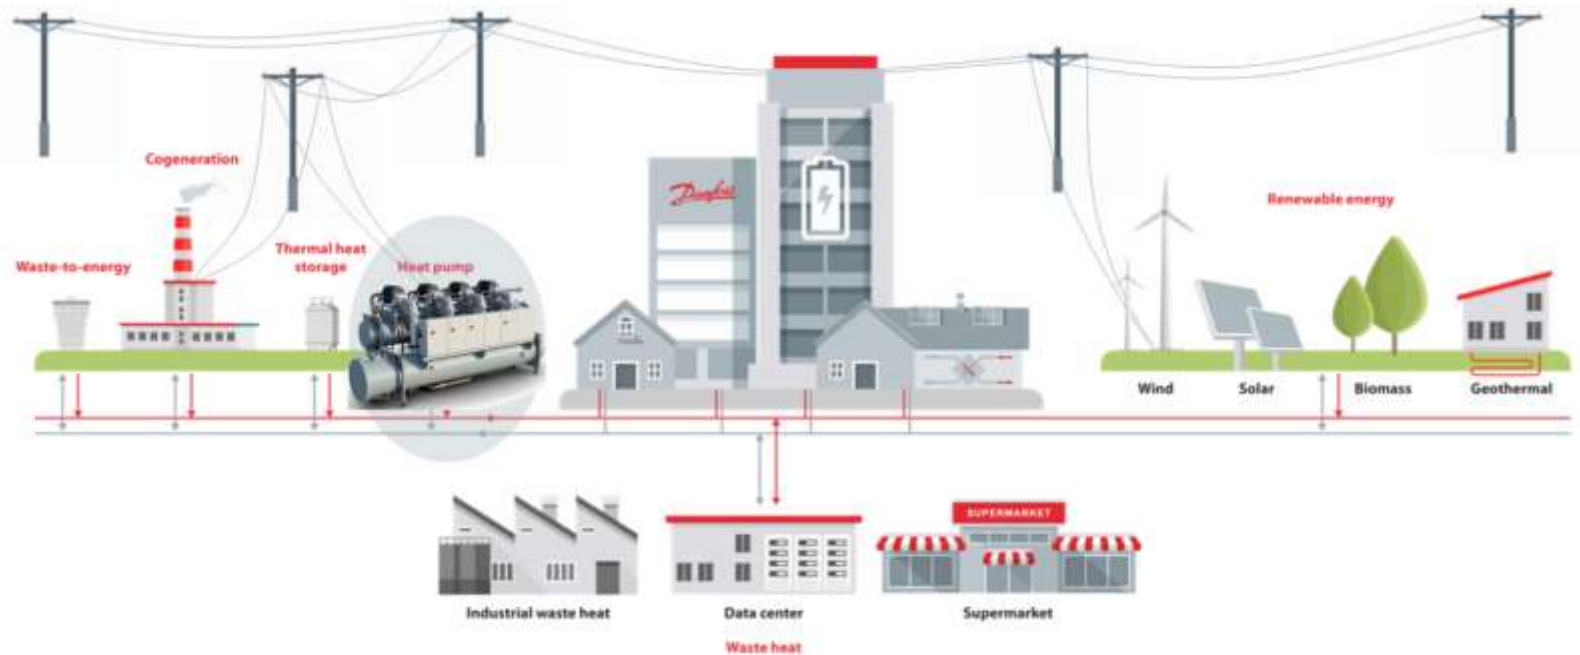 Cogeneration
Waste-to-energy
Thermal heat
storage
Heat pump
Danfoss
Renewable energy
Wind
Solar
Biomass
Geothermal
SUPERMARKET
Industrial waste heat
Data center
Supermarket
Waste heat